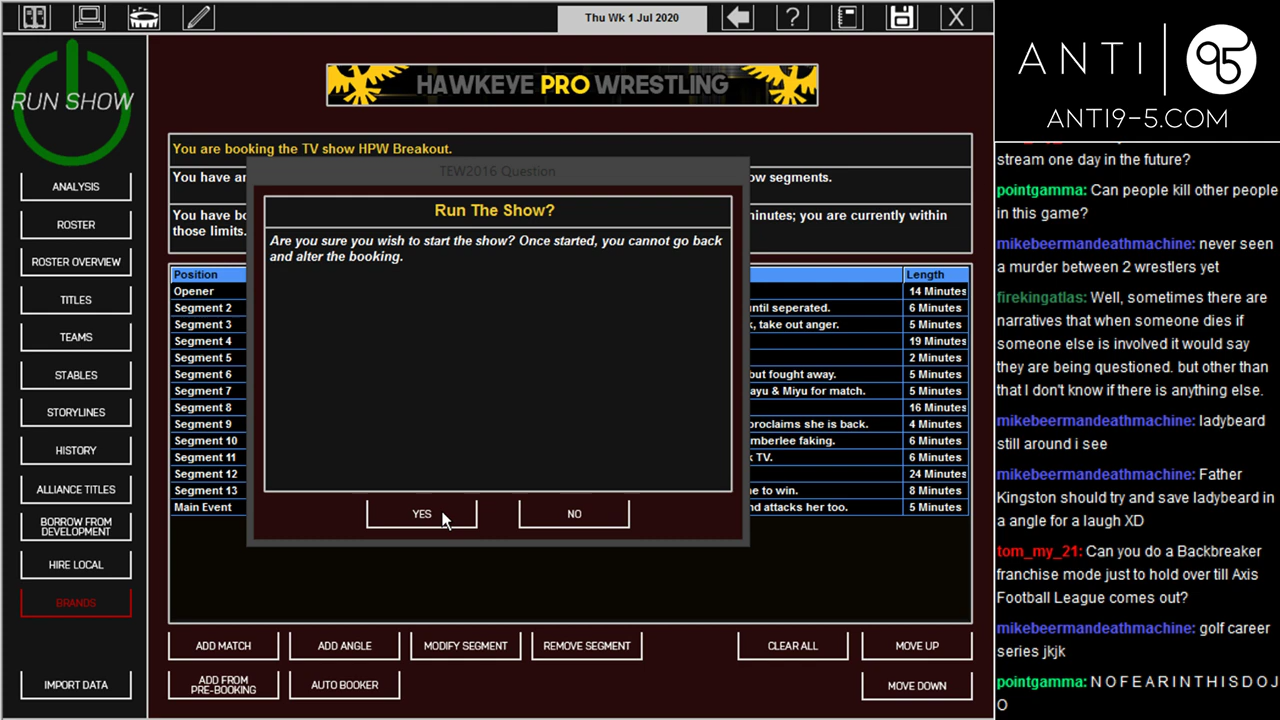 Thu Wk 1 Jul 2020
?
X
RUN SHOW
ANALYSIS
ROSTER
ROSTER OVERVIEW
TITLES
TEAMS
STABLES
STORYLINES
HISTORY
ALLIANCE TITLES
BORROW FROM
DEVELOPMENT
HIRE LOCAL
BRANDS
IMPORT DATA
HAWKEYE PRO WRESTLING
You are booking the TV show HPW Breakout.
You have
ow segments.
You have
minutes; you are currently within
those limits.
TEW2016 Question
Run The Show?
Are you sure you wish to start the show? Once started, you cannot go back
and alter the booking.
YES
NO
Position
Length
Opener
14 Minutes
Segment 2
until seperated.
6 Minutes
Segment 3
, take out anger.
5 Minutes
Segment 4
19 Minutes
Segment 5
2 Minutes
Segment 6
but fought away.
5 Minutes
Segment 7
ayu & Miyu for match.
5 Minutes
Segment 8
16 Minutes
Segment 9
proclaims she is back.
4 Minutes
Segment 10
mberlee faking.
6 Minutes
Segment 11
TV.
6 Minutes
Segment 12
24 Minutes
Segment 13
e to win.
8 Minutes
Main Event
nd attacks her too.
5 Minutes
ADD MATCH
ADD ANGLE
MODIFY SEGMENT
REMOVE SEGMENT
CLEAR ALL
MOVE UP
ADD FROM
PRE-BOOKING
AUTO BOOKER
MOVE DOWN
ANTI
95
ANTI9-5.COM
stream one day in the future?
pointgamma: Can people kill other people
in this game?
mikebeermandeathmachine: never seen
a murder between 2 wrestlers yet
firekingatlas: Well, sometimes there are
narratives that when someone dies if
someone else is involved it would say
they are being questioned. but other than
that I don't know if there is anything else.
mikebeermandeathmachine: ladybeard
still around i see
mikebeermandeathmachine: Father
Kingston should try and save ladybeard in
a angle for a laugh XD
tom_my_21: Can you do a Backbreaker
franchise mode just to hold over till Axis
Football League comes out?
mikebeermandeathmachine: golf career
series jkjk
pointgamma: N O F E A R I N T H I S D O J
O